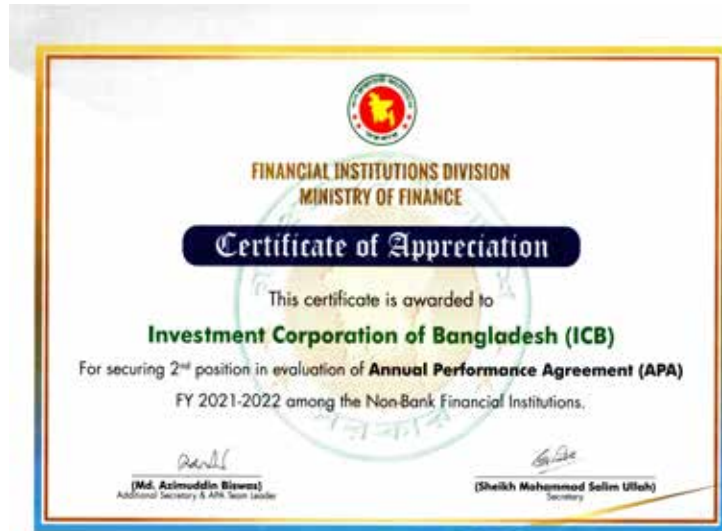 FINANCIAL INSTITUTIONS DIVISION
MINISTRY OF FINANCE
Certificate of Appreciation
This certificate is awarded to
Investment Corporation of Bangladesh (ICB)
For securing 2nd position in evaluation of Annual Performance Agreement (APA)
FY 2021-2022 among the Non-Bank Financial Institutions.
(Md. Azimuddin Biswas)
Additional Secretary & APA Team Leader
(Sheikh Mohammad Salim Ullah)
Secretary